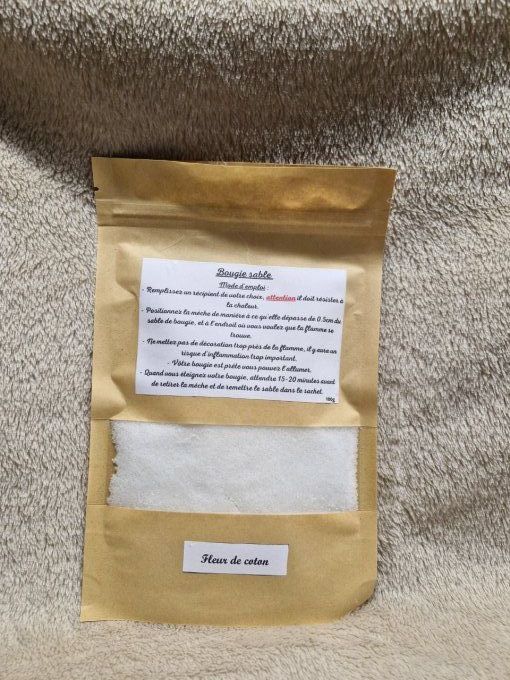 Bougie sable
Mode d'emploi :
- Remplissez un récipient de votre choix, attention il doit résister à
la chaleur.
- Positionnez la mèche de manière à ce qu'elle dépasse de 0.5cm du
sable de bougie, et à l'endroit où vous voulez que la flamme se
trouve.
- Ne mettez pas de décoration trop près de la flamme, il y aura un
risque d'inflammation trop important.
- Vôtre bougie est prête vous pouvez l'allumer.
- Quand vous éteignez votre bougie, attendre 15-20 minutes avant
de retirer la mèche et de remettre le sable dans le sachet.
100g
Fleur de coton